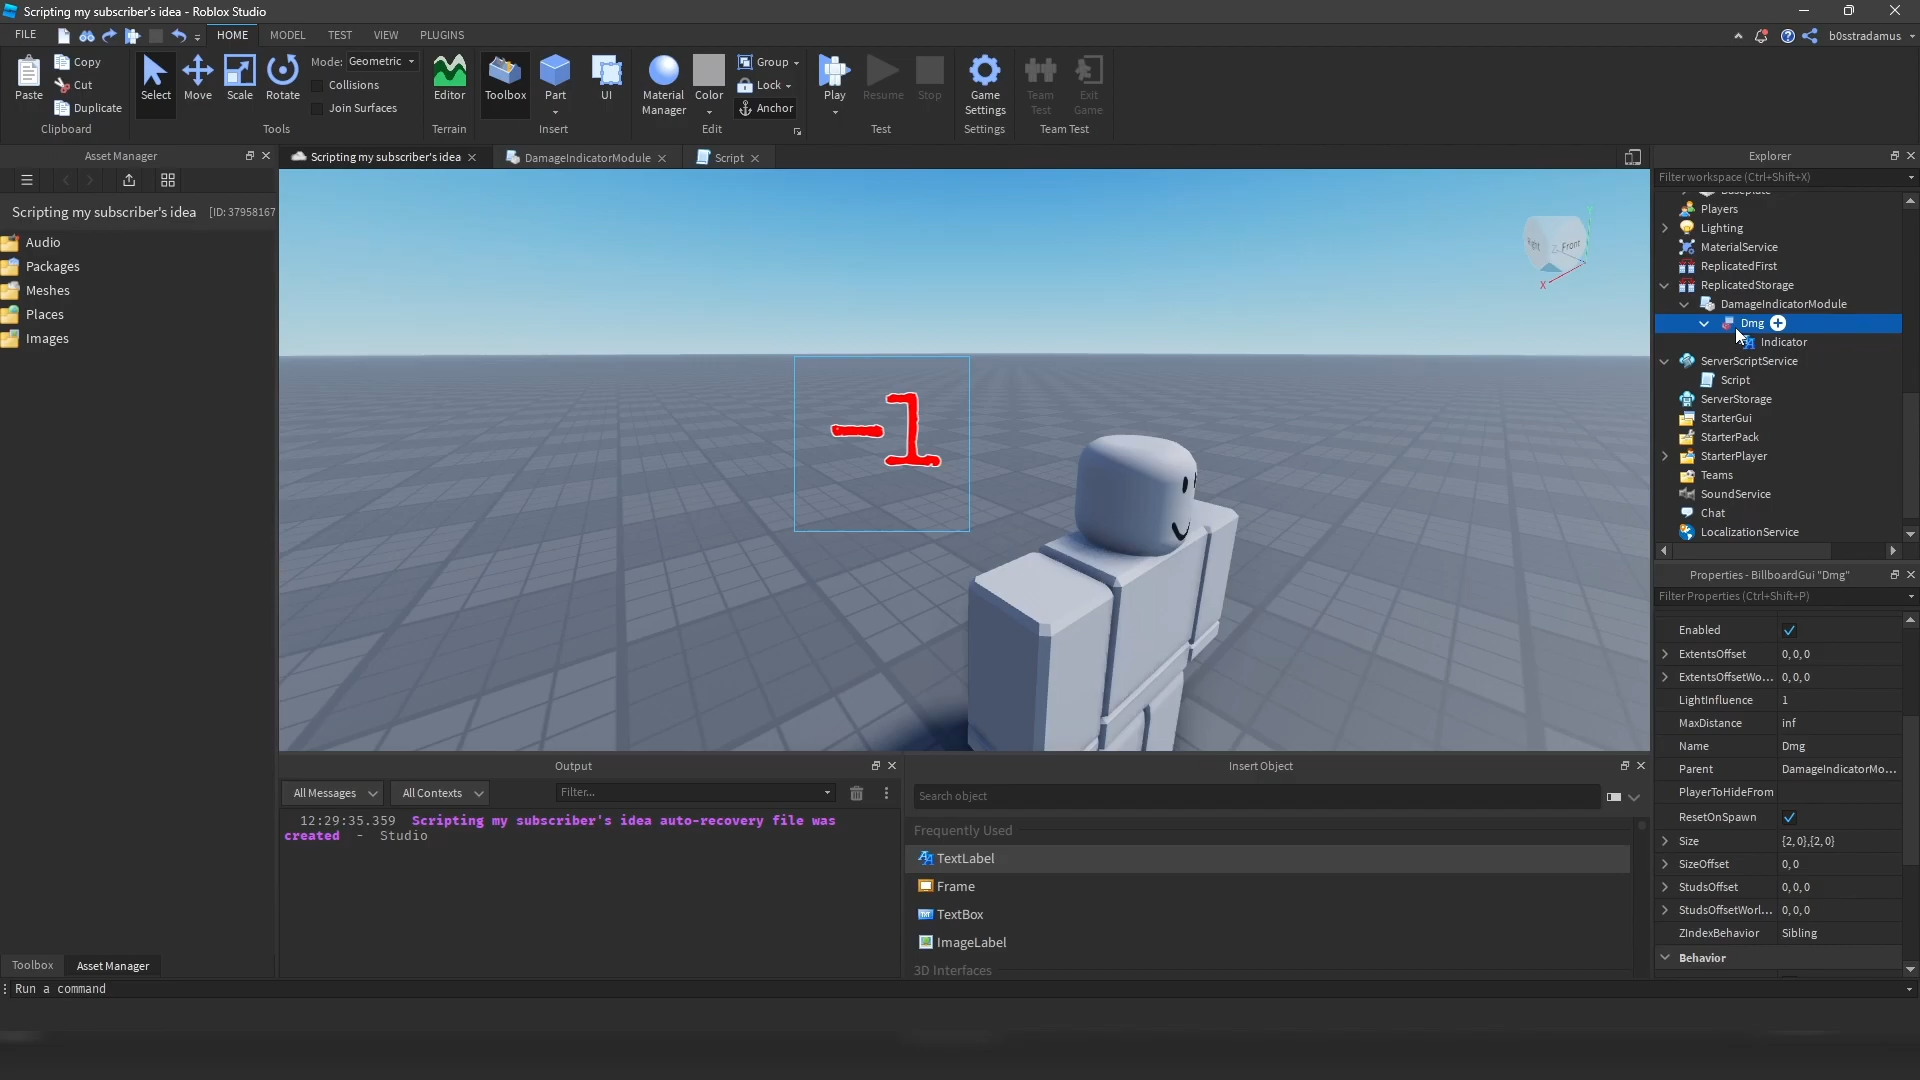 Scripting my subscriber's idea - Roblox Studio
FILE
HOME
MODEL
TEST
VIEW
PLUGINS
b0sstradamus
Paste
Copy
Cut
Duplicate
Clipboard
Select
Move
Scale
Rotate
Mode: Geometric
Collisions
Join Surfaces
Tools
Editor
Terrain
Toolbox
Part
UI
Insert
Material
Manager
Color
Group
Lock
Anchor
Edit
Play
Resume
Stop
Test
Game
Settings
Settings
Team
Test
Exit
Game
Team Test
Asset Manager
Scripting my subscriber's idea [ID: 37958167
Audio
Packages
Meshes
Places
Images
Toolbox
Asset Manager
Scripting my subscriber's idea
DamageIndicatorModule
Script
Right
Front
X
-1
Output
All Messages
All Contexts
Filter...
12:29:35.359 Scripting my subscriber's idea auto-recovery file was
created - Studio
Insert Object
Search object
Frequently Used
TextLabel
Frame
TextBox
ImageLabel
3D Interfaces
Explorer
Filter workspace (Ctrl+Shift+X)
Baseplate
Players
Lighting
MaterialService
ReplicatedFirst
ReplicatedStorage
DamageIndicatorModule
Dmg
Indicator
ServerScriptService
Script
ServerStorage
StarterGui
StarterPack
StarterPlayer
Teams
SoundService
Chat
LocalizationService
Properties - BillboardGui "Dmg"
Filter Properties (Ctrl+Shift+P)
Enabled
ExtentsOffset 0, 0, 0
ExtentsOffsetWo... 0, 0, 0
LightInfluence 1
MaxDistance inf
Name Dmg
Parent DamageIndicatorMo...
PlayerToHideFrom
ResetOnSpawn
Size {2, 0},{2, 0}
SizeOffset 0, 0
StudsOffset 0, 0, 0
StudsOffsetWorl... 0, 0, 0
ZIndexBehavior Sibling
Behavior
Run a command